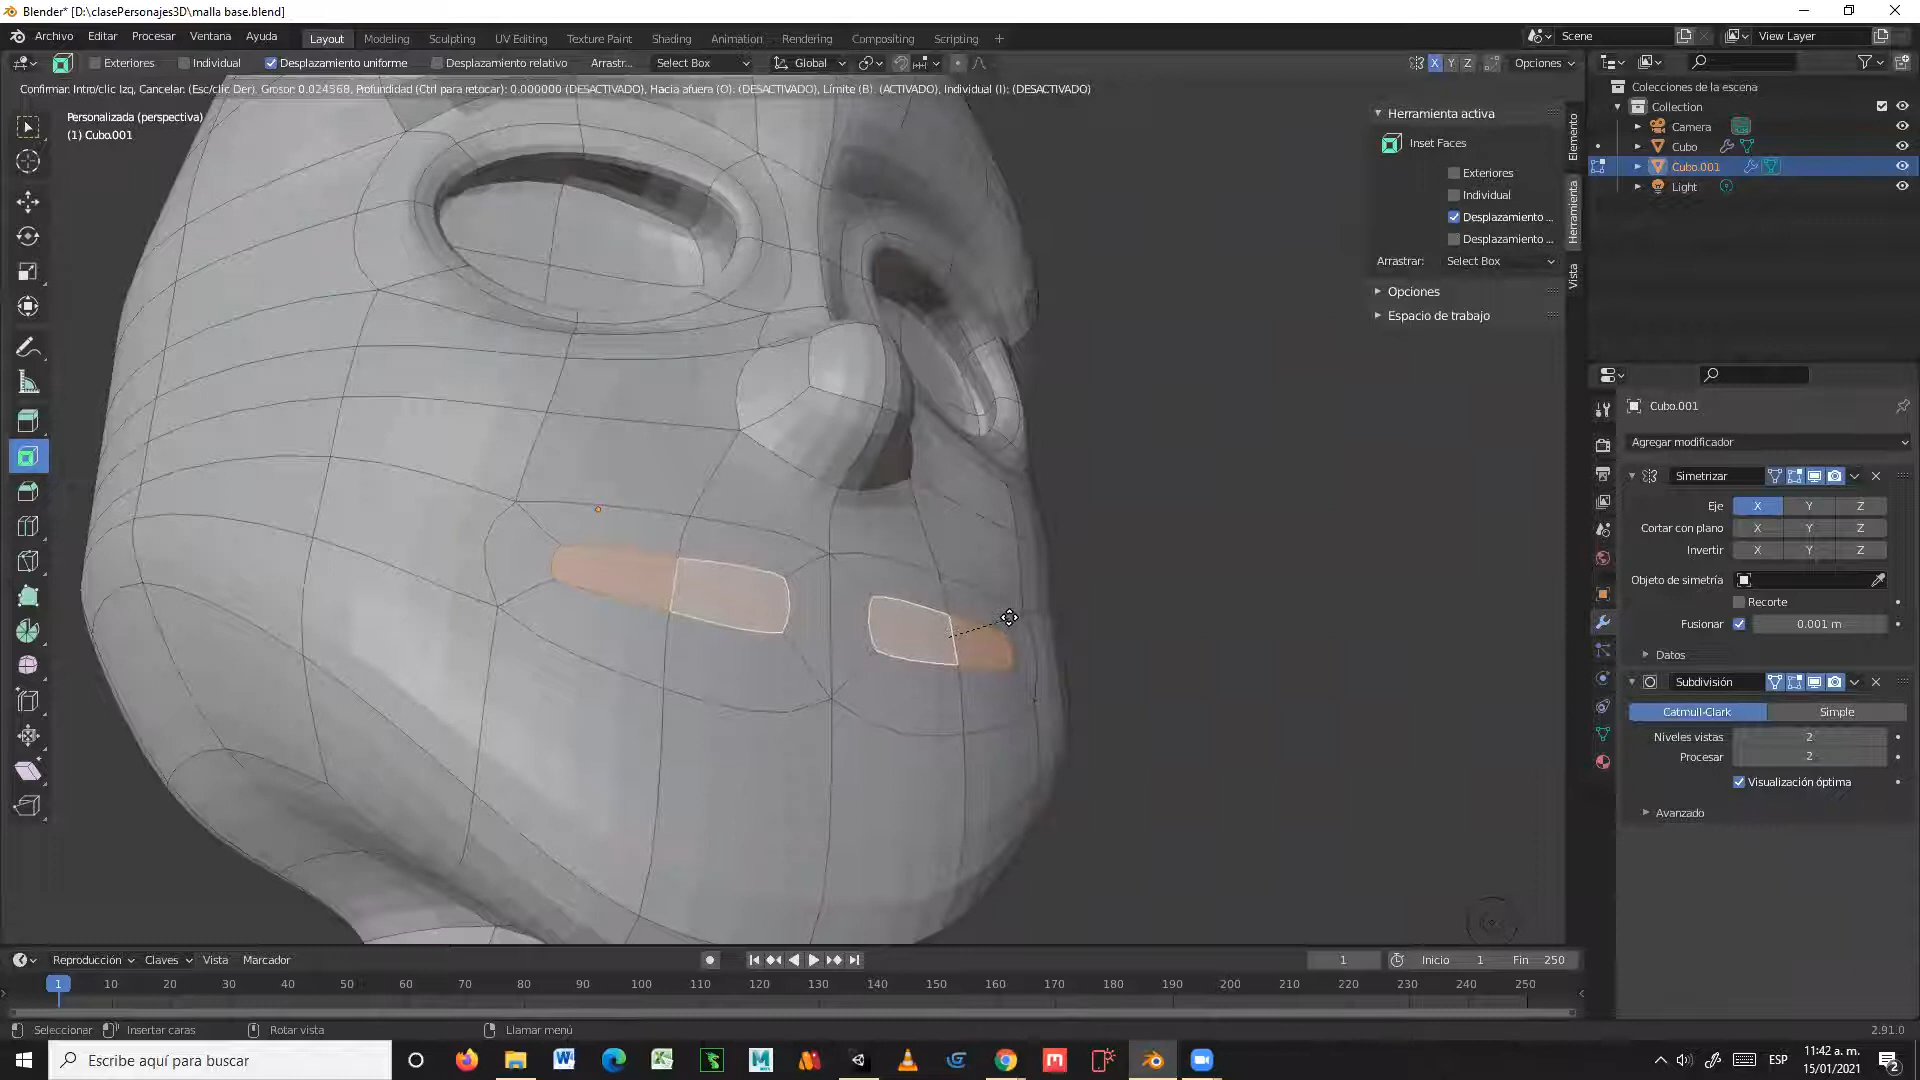 Blender* [D:\clasePersonajes3D\malla base.blend]
Archivo Editar Procesar Ventana Ayuda Layout Modeling Sculpting UV Editing Texture Paint Shading Animation Rendering Compositing Scripting + Scene View Layer
Exteriores Individual Desplazamiento uniforme Desplazamiento relativo Arrastr... Select Box Global X Y Z Opciones
Confirmar: Intro/clic Izq, Cancelar: (Esc/clic Der), Grosor: 0.024568, Profundidad (Ctrl para retocar): 0.000000 (DESACTIVADO), Hacia afuera (O): (DESACTIVADO), Límite (B): (ACTIVADO), Individual (I): (DESACTIVADO)
Personalizada (perspectiva)
(1) Cubo.001
Herramienta activa
Inset Faces
Exteriores
Individual
Desplazamiento ...
Desplazamiento ...
Arrastrar: Select Box
Opciones
Espacio de trabajo
Elemento
Herramienta
Vista
Colecciones de la escena
Collection
Camera
Cubo
Cubo.001
Light
Cubo.001
Agregar modificador
Simetrizar
Eje X Y Z
Cortar con plano X Y Z
Invertir X Y Z
Objeto de simetría
Recorte
Fusionar 0.001 m
Datos
Subdivisión
Catmull-Clark Simple
Niveles vistas 2
Procesar 2
Visualización óptima
Avanzado
Reproducción Claves Vista Marcador 1 Inicio 1 Fin 250
1 10 20 30 40 50 60 70 80 90 100 110 120 130 140 150 160 170 180 190 200 210 220 230 240 250
Seleccionar Insertar caras Rotar vista Llamar menú 2.91.0
Escribe aquí para buscar
ESP
11:42 a. m.
15/01/2021
2